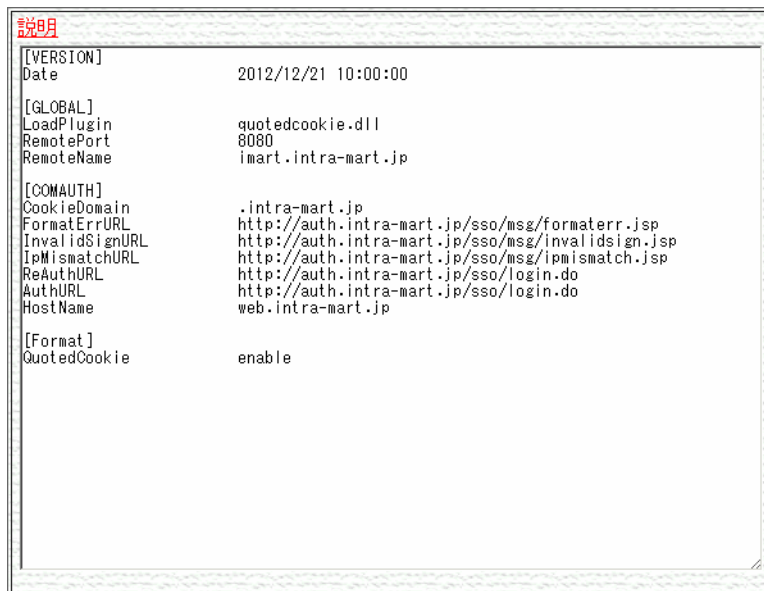 説明
[VERSION]
Date 2012/12/21 10:00:00
[GLOBAL]
LoadPlugin quotedcookie.dll
RemotePort 8080
RemoteName imart.intra-mart.jp
[COMAUTH]
CookieDomain .intra-mart.jp
FormatErrURL http://auth.intra-mart.jp/sso/msg/formaterr.jsp
InvalidSignURL http://auth.intra-mart.jp/sso/msg/invalidsign.jsp
IpMismatchURL http://auth.intra-mart.jp/sso/msg/ipmismatch.jsp
ReAuthURL http://auth.intra-mart.jp/sso/login.do
AuthURL http://auth.intra-mart.jp/sso/login.do
HostName web.intra-mart.jp
[Format]
QuotedCookie enable